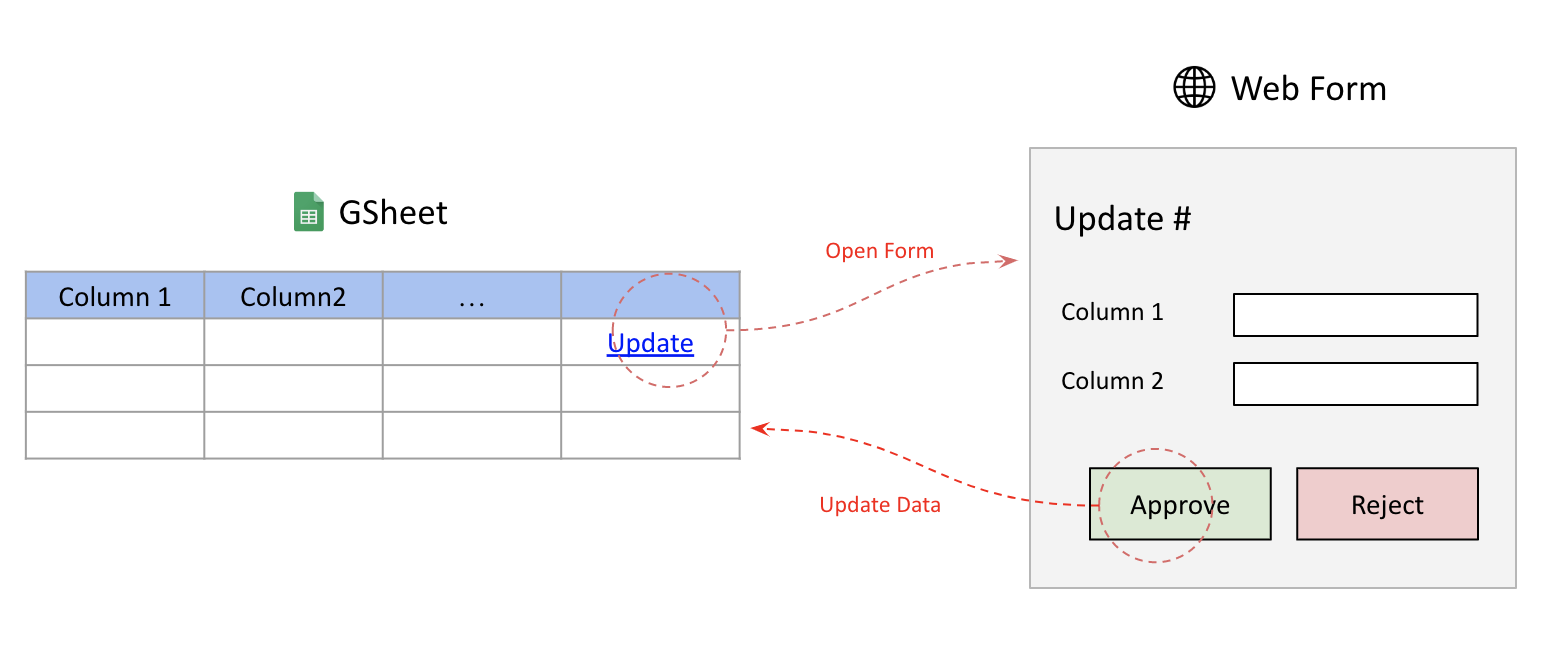 Web Form
GSheet
Column 1 Column2 ...
Update
Open Form
Update Data
Update #
Column 1
Column 2
Approve Reject